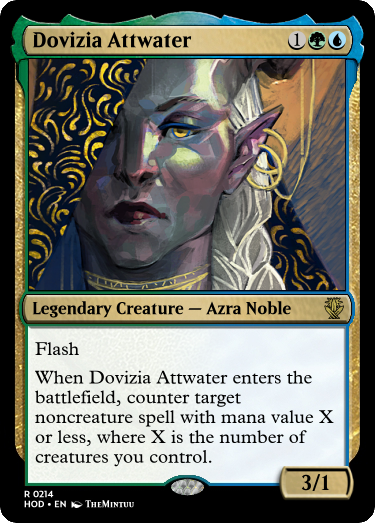 Dovizia Attwater 1
Legendary Creature — Azra Noble
Flash
When Dovizia Attwater enters the
battlefield, counter target
noncreature spell with mana value X
or less, where X is the number of
creatures you control.
3/1
R 0214
HOD • EN TheMintuu